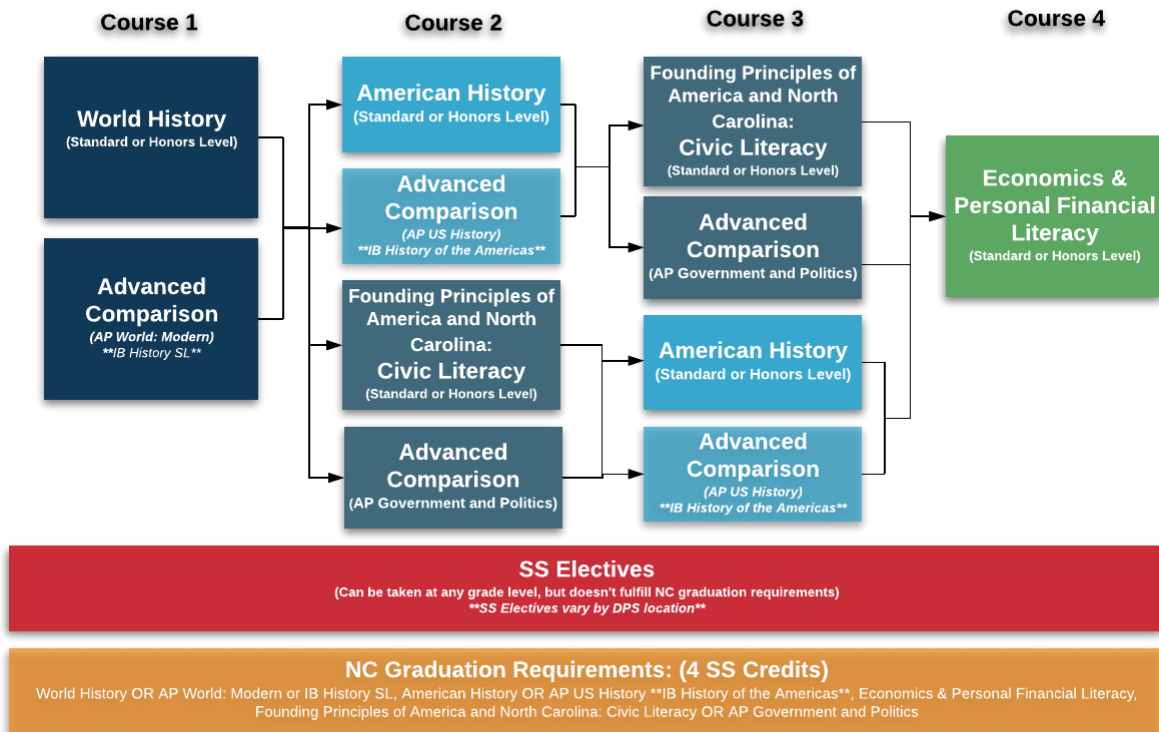 Course 1
Course 2
Course 3
Course 4
World History
(Standard or Honors Level)
Advanced
Comparison
(AP World: Modern)
**IB History SL**
American History
(Standard or Honors Level)
Advanced
Comparison
(AP US History)
**IB History of the Americas**
Founding Principles of
America and North
Carolina:
Civic Literacy
(Standard or Honors Level)
Advanced
Comparison
(AP Government and Politics)
Founding Principles of
America and North
Carolina:
Civic Literacy
(Standard or Honors Level)
Advanced
Comparison
(AP Government and Politics)
American History
(Standard or Honors Level)
Advanced
Comparison
(AP US History)
**IB History of the Americas**
Economics &
Personal Financial
Literacy
(Standard or Honors Level)
SS Electives
(Can be taken at any grade level, but doesn't fulfill NC graduation requirements)
**SS Electives vary by DPS location**
NC Graduation Requirements: (4 SS Credits)
World History OR AP World: Modern or IB History SL, American History OR AP US History **IB History of the Americas**, Economics & Personal Financial Literacy,
Founding Principles of America and North Carolina: Civic Literacy OR AP Government and Politics